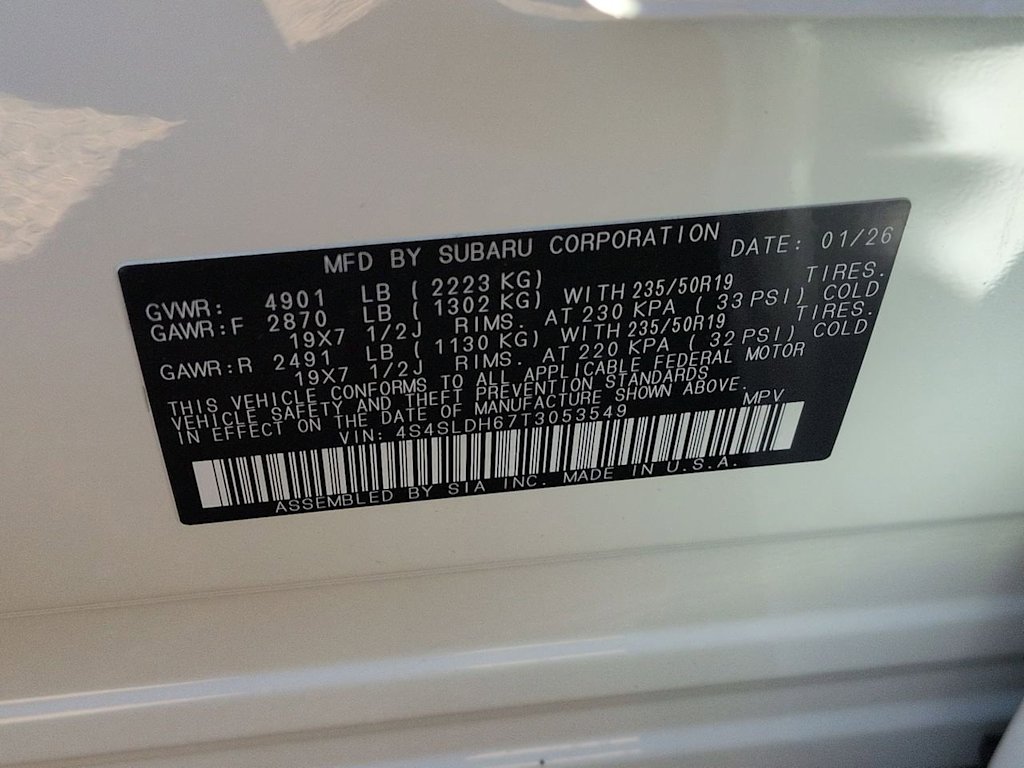 MFD BY SUBARU CORPORATION DATE: 01/26
GVWR: 4901 LB ( 2223 KG)
GAWR:F 2870 LB ( 1302 KG) WITH 235/50R19 TIRES.
19X7 1/2J RIMS. AT 230 KPA ( 33 PSI) COLD
GAWR:R 2491 LB ( 1130 KG) WITH 235/50R19 TIRES.
19X7 1/2J RIMS. AT 220 KPA ( 32 PSI) COLD
THIS VEHICLE CONFORMS TO ALL APPLICABLE FEDERAL MOTOR
VEHICLE SAFETY AND THEFT PREVENTION STANDARDS
IN EFFECT ON THE DATE OF MANUFACTURE SHOWN ABOVE.
VIN: 4S4SLDH67T3053549 MPV
ASSEMBLED BY SIA INC. MADE IN U.S.A.